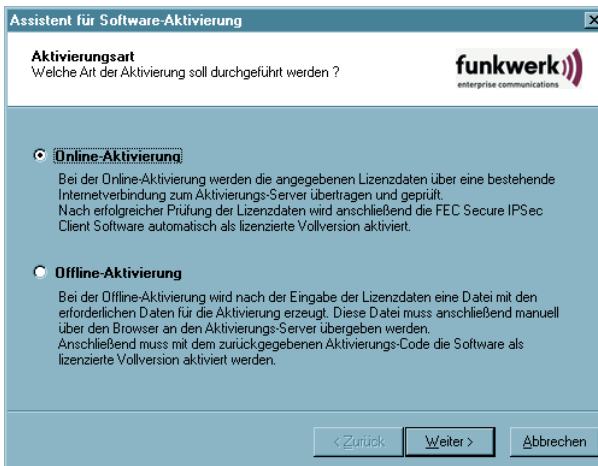 Assistent für Software-Aktivierung
Aktivierungsart
Welche Art der Aktivierung soll durchgeführt werden ?
funkwerk
enterprise communications
Online-Aktivierung
Bei der Online-Aktivierung werden die angegebenen Lizenzdaten über eine bestehende
Internetverbindung zum Aktivierungs-Server übertragen und geprüft.
Nach erfolgreicher Prüfung der Lizenzdaten wird anschließend die FEC Secure IPSec
Client Software automatisch als lizenzierte Vollversion aktiviert.
Offline-Aktivierung
Bei der Offline-Aktivierung wird nach der Eingabe der Lizenzdaten eine Datei mit den
erforderlichen Daten für die Aktivierung erzeugt. Diese Datei muss anschließend manuell
über den Browser an den Aktivierungs-Server übergeben werden.
Anschließend muss mit dem zurückgegebenen Aktivierungs-Code die Software als
lizenzierte Vollversion aktiviert werden.
< Zurück
Weiter >
Abbrechen